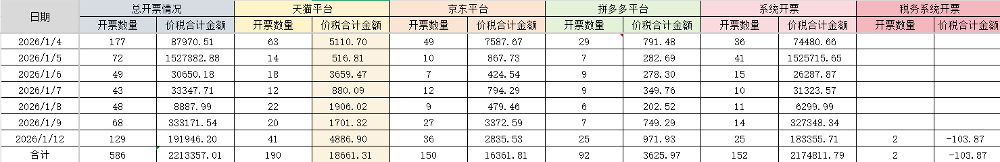 日期 总开票情况 天猫平台 京东平台 拼多多平台 系统开票 税务系统开票
开票数量 价税合计金额 开票数量 价税合计金额 开票数量 价税合计金额 开票数量 价税合计金额 开票数量 价税合计金额 开票数量 价税合计金额
2026/1/4 177 87970.51 63 5110.70 49 7587.67 29 791.48 36 74480.66
2026/1/5 72 1527382.88 14 516.81 10 867.73 7 282.69 41 1525715.65
2026/1/6 49 30650.18 18 3659.47 7 424.54 9 278.30 15 26287.87
2026/1/7 43 33347.71 12 880.09 12 794.29 9 349.76 10 31323.57
2026/1/8 48 8887.99 22 1906.02 9 479.46 6 202.52 11 6299.99
2026/1/9 68 333171.54 20 1701.32 27 3372.59 7 749.29 14 327348.34
2026/1/12 129 191946.20 41 4886.90 36 2835.53 25 971.93 25 183355.71 2 -103.87
合计 586 2213357.01 190 18661.31 150 16361.81 92 3625.97 152 2174811.79 2 -103.87